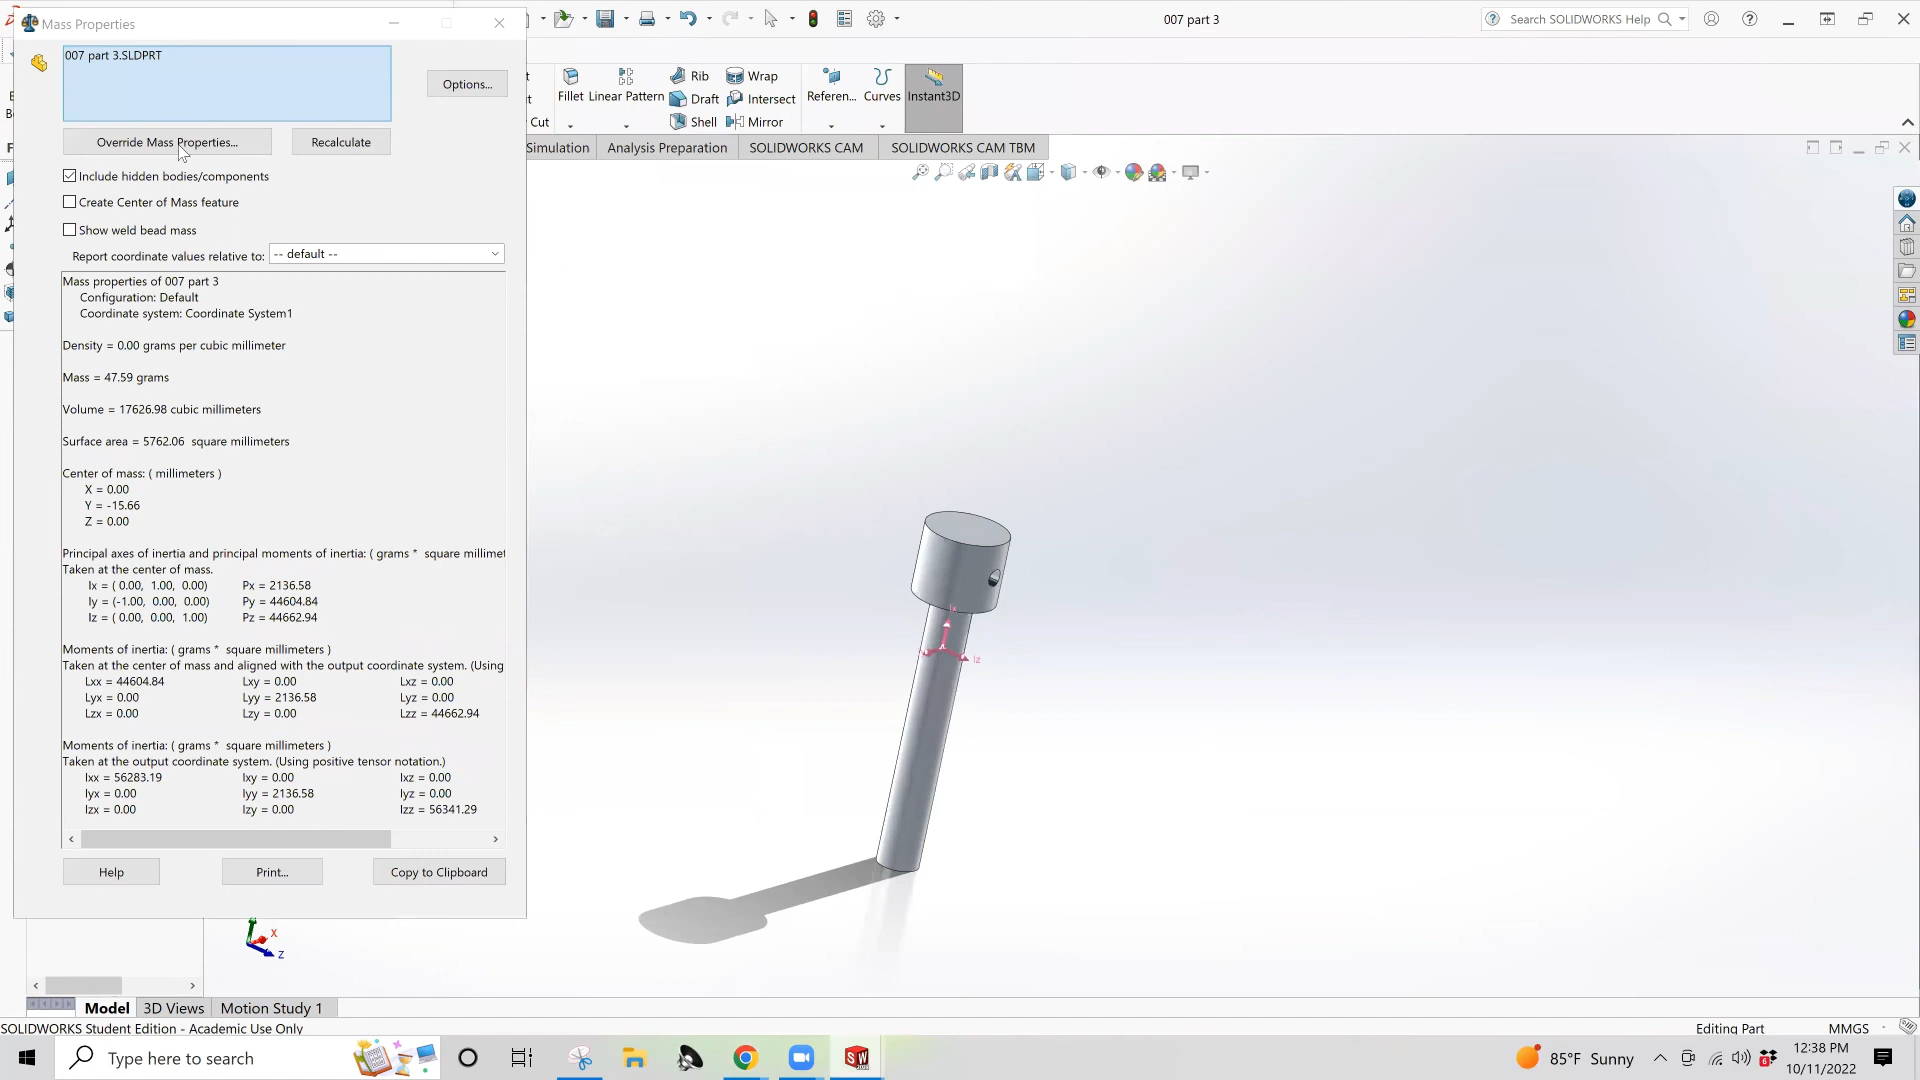 Mass Properties
007 part 3
Search SOLIDWORKS Help
007 part 3.SLDPRT
Options...
Override Mass Properties...
Recalculate
Include hidden bodies/components
Create Center of Mass feature
Show weld bead mass
Report coordinate values relative to:
-- default --
Mass properties of 007 part 3
Configuration: Default
Coordinate system: Coordinate System1
Density = 0.00 grams per cubic millimeter
Mass = 47.59 grams
Volume = 17626.98 cubic millimeters
Surface area = 5762.06 square millimeters
Center of mass: ( millimeters )
X = 0.00
Y = -15.66
Z = 0.00
Principal axes of inertia and principal moments of inertia: ( grams * square millimet
Taken at the center of mass.
Ix = ( 0.00, 1.00, 0.00) Px = 2136.58
Iy = (-1.00, 0.00, 0.00) Py = 44604.84
Iz = ( 0.00, 0.00, 1.00) Pz = 44662.94
Moments of inertia: ( grams * square millimeters )
Taken at the center of mass and aligned with the output coordinate system. (Using
Lxx = 44604.84 Lxy = 0.00 Lxz = 0.00
Lyx = 0.00 Lyy = 2136.58 Lyz = 0.00
Lzx = 0.00 Lzy = 0.00 Lzz = 44662.94
Moments of inertia: ( grams * square millimeters )
Taken at the output coordinate system. (Using positive tensor notation.)
Ixx = 56283.19 Ixy = 0.00 Ixz = 0.00
Iyx = 0.00 Iyy = 2136.58 Iyz = 0.00
Izx = 0.00 Izy = 0.00 Izz = 56341.29
Help
Print...
Copy to Clipboard
Cut
Fillet
Linear Pattern
Rib
Draft
Shell
Wrap
Intersect
Mirror
Referen...
Curves
Instant3D
Simulation
Analysis Preparation
SOLIDWORKS CAM
SOLIDWORKS CAM TBM
Iz
X
Z
Model
3D Views
Motion Study 1
SOLIDWORKS Student Edition - Academic Use Only
Editing Part
MMGS
Type here to search
SW
85°F Sunny
12:38 PM
10/11/2022